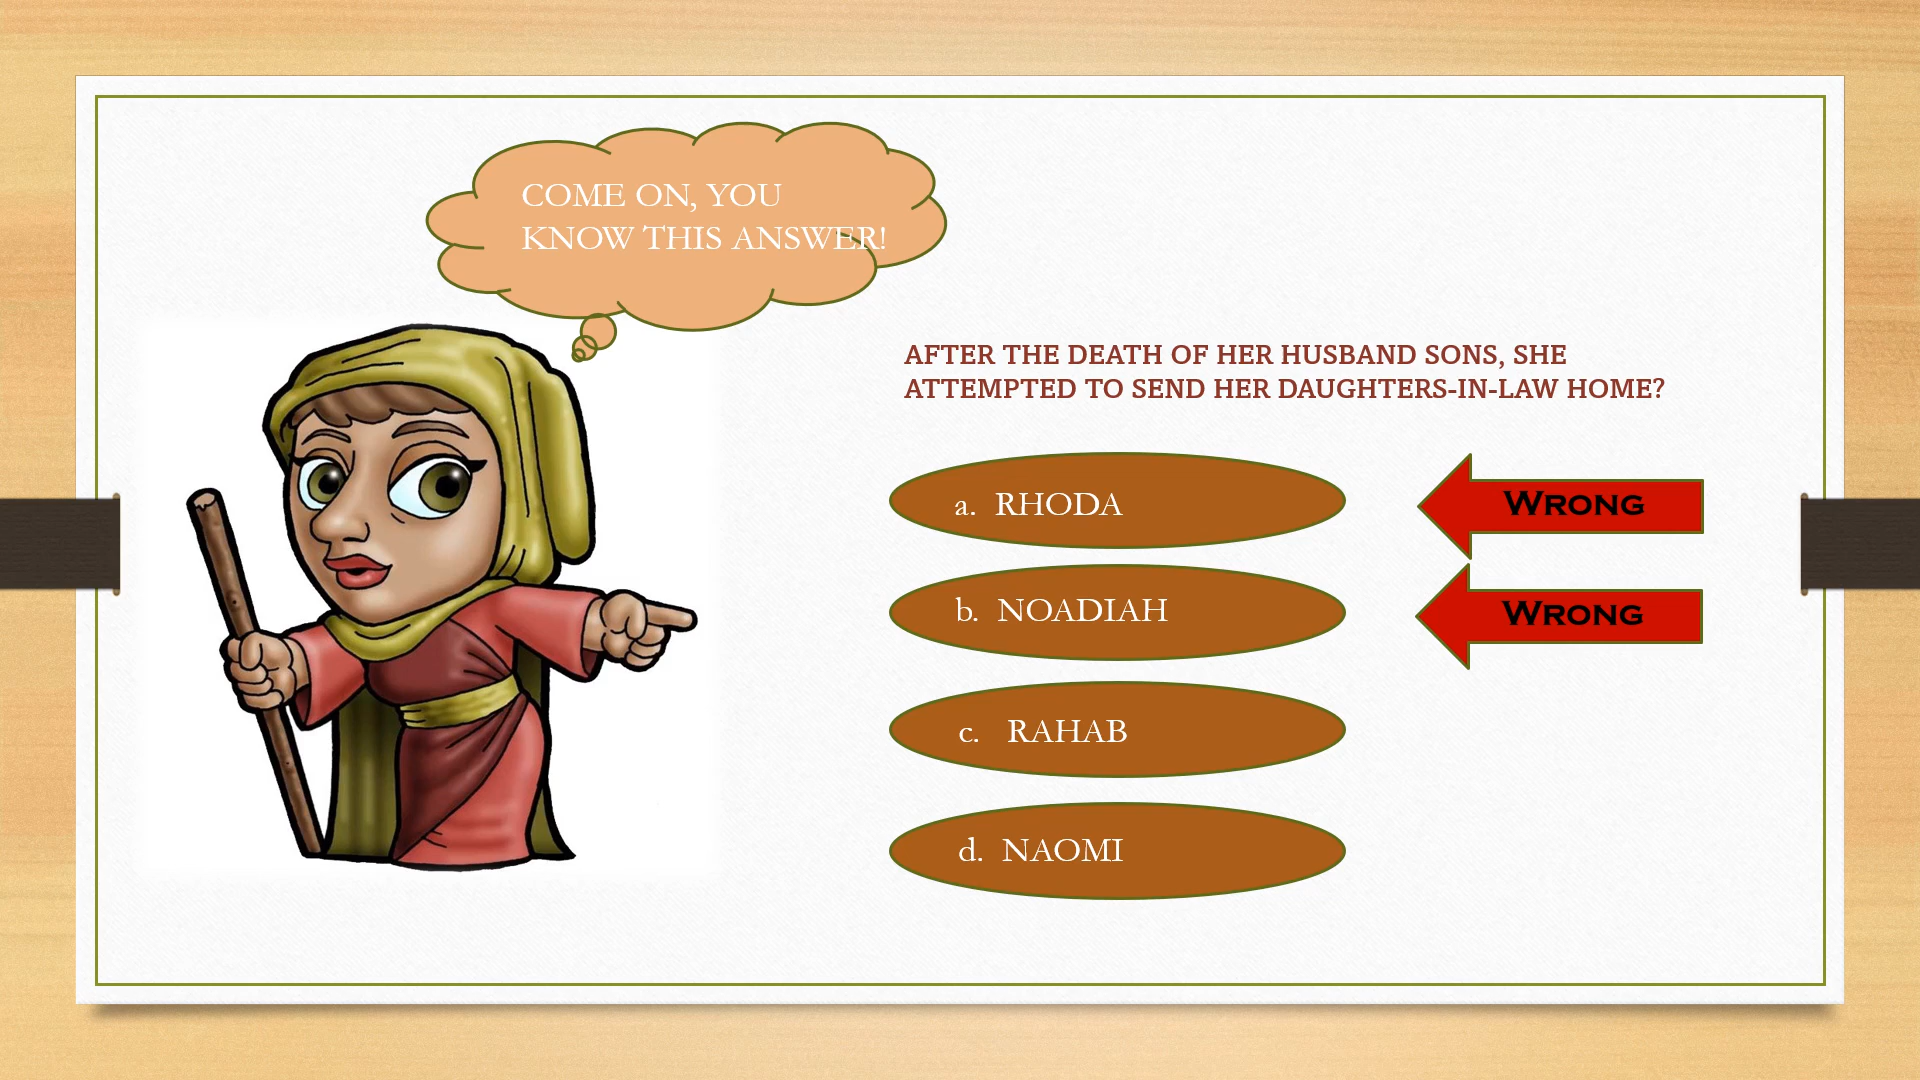 COME ON, YOU
KNOW THIS ANSWER!
AFTER THE DEATH OF HER HUSBAND SONS, SHE
ATTEMPTED TO SEND HER DAUGHTERS-IN-LAW HOME?
a. RHODA
WRONG
b. NOADIAH
WRONG
c. RAHAB
d. NAOMI